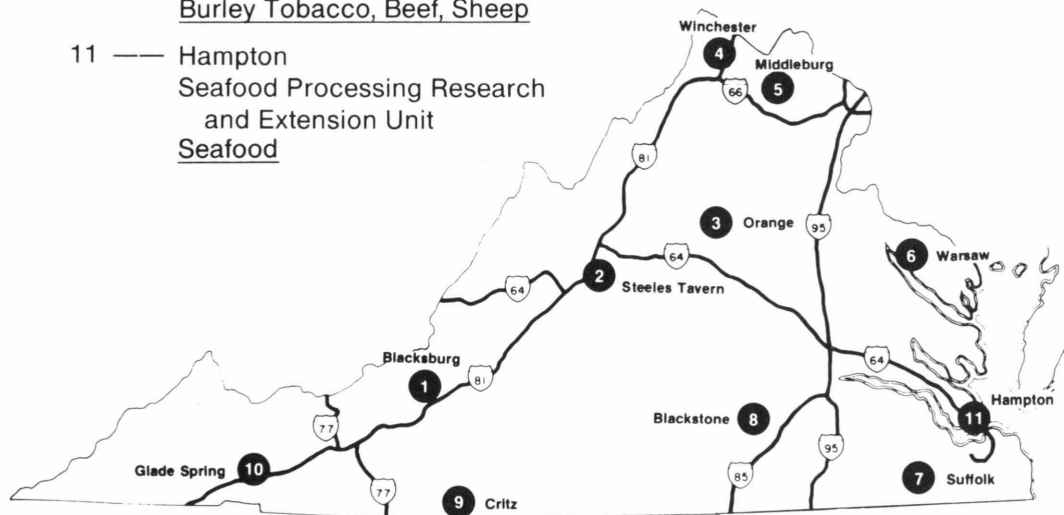 Burley Tobacco, Beef, Sheep
11 —— Hampton
Seafood Processing Research
and Extension Unit
Seafood
Winchester
4
Middleburg
5
66
81
3 Orange
95
6 Warsaw
64
2 Steeles Tavern
64
Blacksburg
1
81
64
Hampton
11
77
Blackstone 8
95
Glade Spring 10
77
9 Critz
85
7 Suffolk